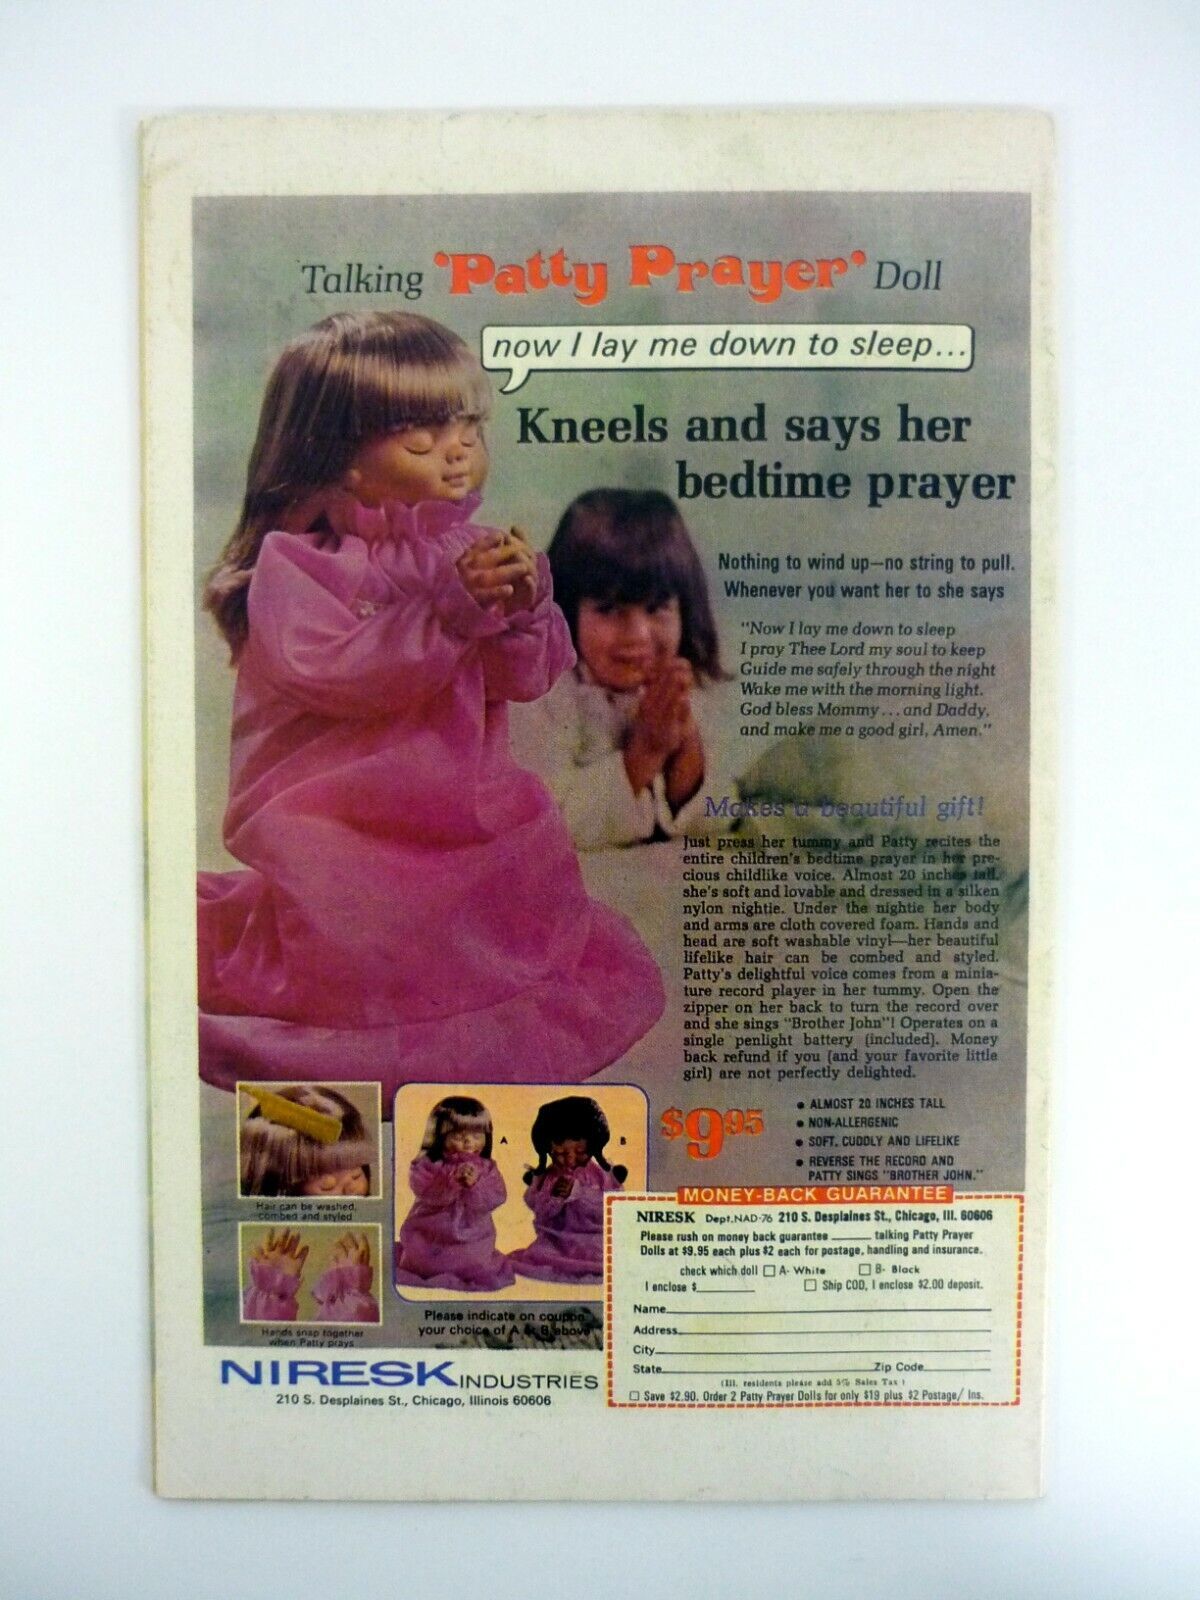 Talking 'Patty Prayer' Doll
now I lay me down to sleep...
Kneels and says her
bedtime prayer
Nothing to wind up—no string to pull.
Whenever you want her to she says
"Now I lay me down to sleep
I pray Thee Lord my soul to keep
Guide me safely through the night
Wake me with the morning light.
God bless Mommy... and Daddy,
and make me a good girl, Amen."
Makes a beautiful gift!
Just press her tummy and Patty recites the
entire children's bedtime prayer in her pre-
cious childlike voice. Almost 20 inches tall,
she's soft and lovable and dressed in a silken
nylon nightie. Under the nightie her body
and arms are cloth covered foam. Hands and
head are soft washable vinyl—her beautiful
lifelike hair can be combed and styled.
Patty's delightful voice comes from a minia-
ture record player in her tummy. Open the
zipper on her back to turn the record over
and she sings "Brother John"! Operates on a
single penlight battery (included). Money
back refund if you (and your favorite little
girl) are not perfectly delighted.
$9.95
• ALMOST 20 INCHES TALL
• NON-ALLERGENIC
• SOFT, CUDDLY AND LIFELIKE
• REVERSE THE RECORD AND
PATTY SINGS "BROTHER JOHN."
Hair can be washed,
combed and styled
Hands snap together
when Patty prays
A
B
Please indicate on coupon
your choice of A or B above
NIRESK INDUSTRIES
210 S. Desplaines St., Chicago, Illinois 60606
MONEY-BACK GUARANTEE
NIRESK Dept.NAD-76 210 S. Desplaines St., Chicago, Ill. 60606
Please rush on money back guarantee ______ talking Patty Prayer
Dolls at $9.95 each plus $2 each for postage, handling and insurance.
check which doll □ A- White □ B- Black
I enclose $________ □ Ship COD, I enclose $2.00 deposit.
Name
Address
City
State Zip Code
(Ill. residents please add 5% Sales Tax)
□ Save $2.90. Order 2 Patty Prayer Dolls for only $19 plus $2 Postage/ Ins.